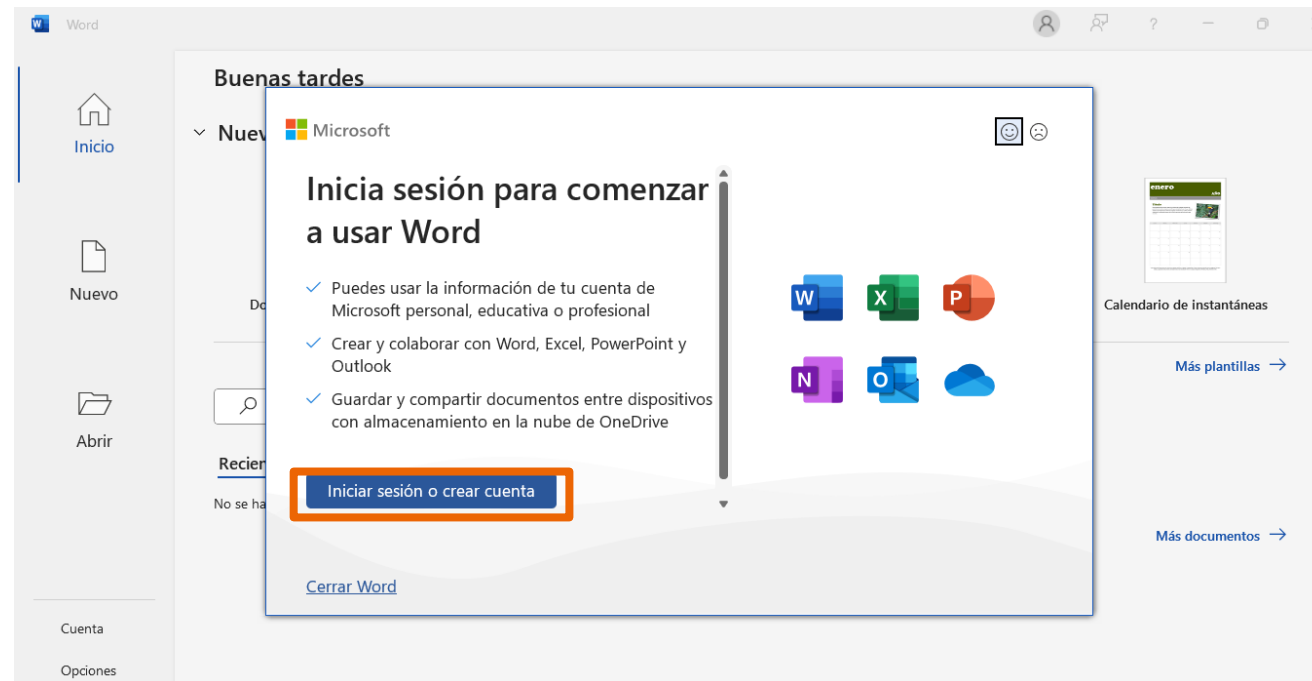 Word
?
Buenas tardes
Inicio
Nuev
Microsoft
Inicia sesión para comenzar
a usar Word
Puedes usar la información de tu cuenta de
Microsoft personal, educativa o profesional
Crear y colaborar con Word, Excel, PowerPoint y
Outlook
Guardar y compartir documentos entre dispositivos
con almacenamiento en la nube de OneDrive
Iniciar sesión o crear cuenta
Cerrar Word
W X P
N O
enero
Calendario de instantáneas
Más plantillas
Nuevo
Do
Abrir
Recien
No se ha
Más documentos
Cuenta
Opciones